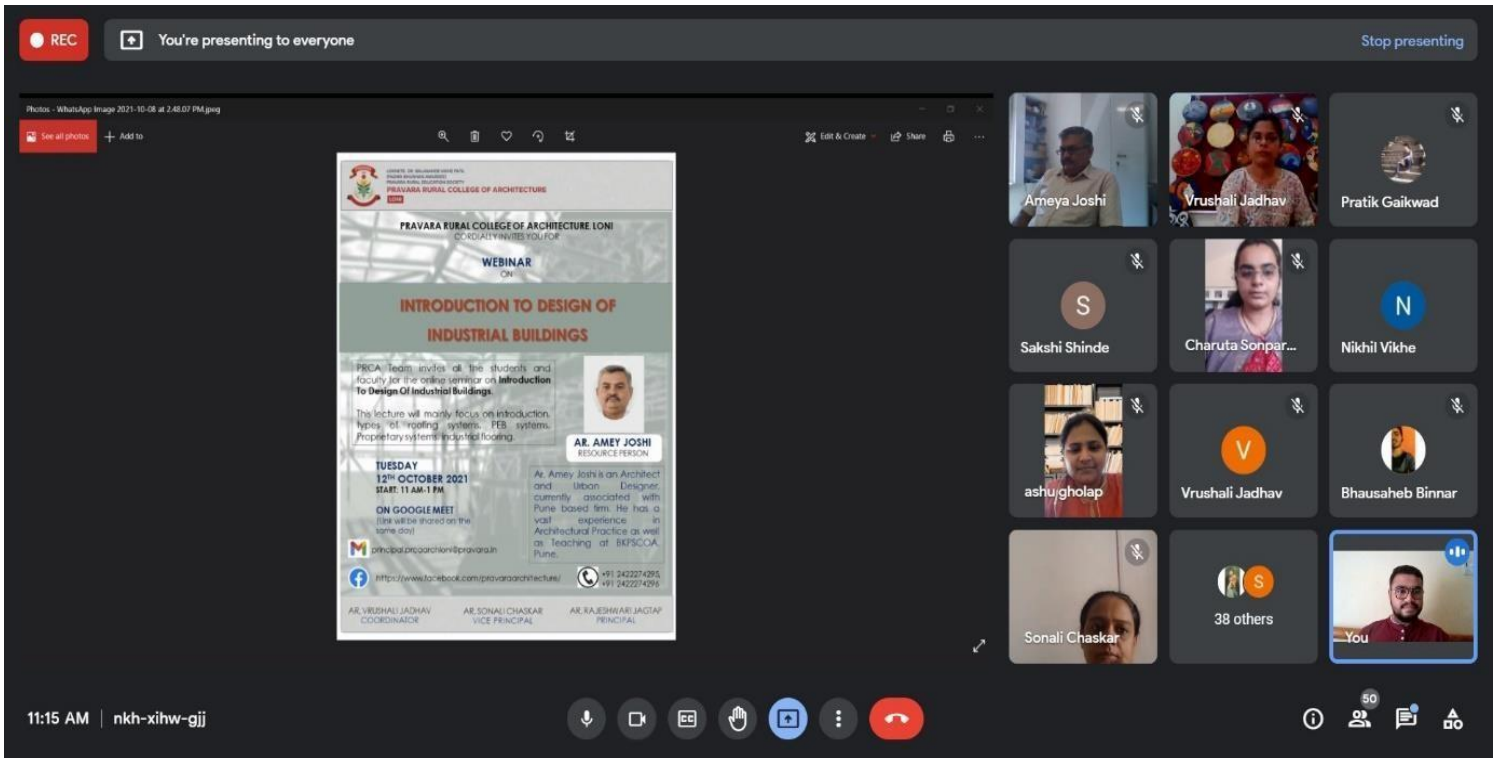 REC
You're presenting to everyone
Stop presenting
Photos - WhatsApp Image 2021-10-08 at 2.48.07 PM.jpeg
See all photos
Add to
Edit & Create
Share
PRAVARA RURAL COLLEGE OF ARCHITECTURE
LONI
PRAVARA RURAL COLLEGE OF ARCHITECTURE LONI
CORDIALLY INVITES YOU FOR
WEBINAR
ON
INTRODUCTION TO DESIGN OF
INDUSTRIAL BUILDINGS
PRCA Team invites all the students and
faculty for the online seminar on Introduction
To Design Of Industrial Buildings.
This lecture will mainly focus on introduction,
types of roofing systems, PEB systems,
Proprietary systems, industrial flooring.
AR. AMEY JOSHI
RESOURCE PERSON
TUESDAY
12TH OCTOBER 2021
START: 11 AM-1 PM
ON GOOGLE MEET
(Link will be shared on the
same day)
Ar. Amey Joshi is an Architect
and Urban Designer,
currently associated with
Pune based firm. He has a
vast experience in
Architectural Practice as well
as Teaching at BKPSCOA,
Pune.
principal.prcaarchloni@pravara.in
https://www.facebook.com/pravaraarchitecture/
+91 2422274295,
+91 2422274296
AR. VRUSHALI JADHAV
COORDINATOR
AR. SONALI CHASKAR
VICE PRINCIPAL
AR. RAJESHWARI JAGTAP
PRINCIPAL
Ameya Joshi
Vrushali Jadhav
Pratik Gaikwad
S
Sakshi Shinde
Charuta Sonpar...
N
Nikhil Vikhe
ashu gholap
V
Vrushali Jadhav
Bhausaheb Binnar
Sonali Chaskar
S
38 others
You
11:15 AM | nkh-xihw-gjj
CC
50